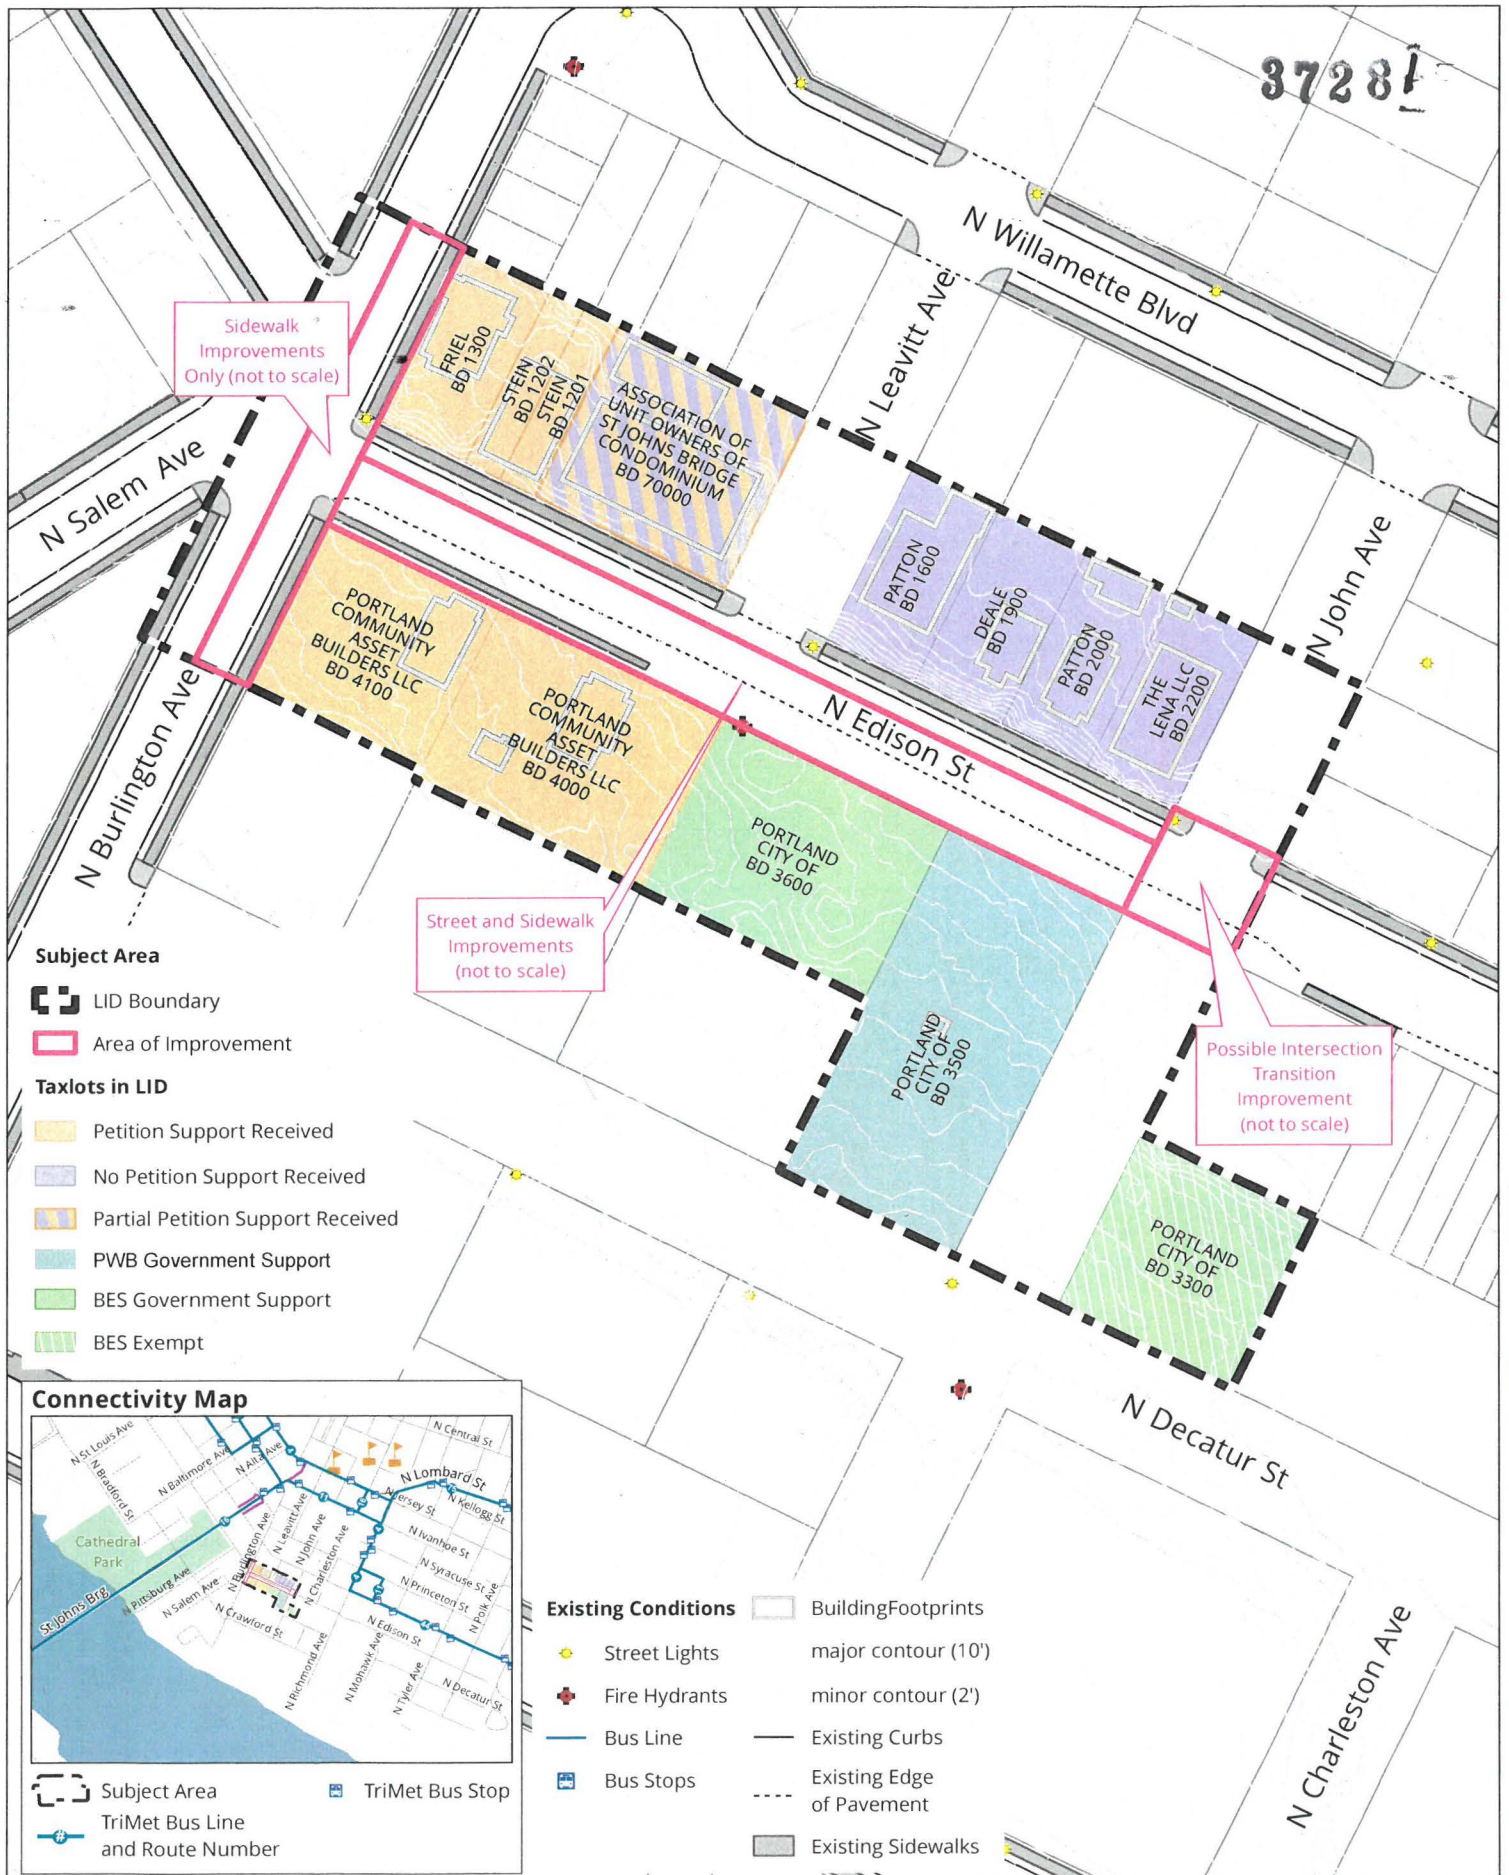 37281
N Willamette Blvd
N Leavitt Ave
N John Ave
Sidewalk
Improvements
Only (not to scale)
N Salem Ave
FRIEL
BD 1300
STEIN
BD 1202
STEIN
BD 1201
ASSOCIATION OF
UNIT OWNERS OF
ST JOHNS BRIDGE
CONDOMINIUM
BD 70000
PATTON
BD 1600
DEALE
BD 1900
PATTON
BD 2000
THE
LENA LLC
BD 2200
PORTLAND
COMMUNITY
ASSET
BUILDERS LLC
BD 4100
PORTLAND
COMMUNITY
ASSET
BUILDERS LLC
BD 4000
N Edison St
N Burlington Ave
PORTLAND
CITY OF
BD 3600
Street and Sidewalk
Improvements
(not to scale)
PORTLAND
CITY OF
BD 3500
Possible Intersection
Transition
Improvement
(not to scale)
PORTLAND
CITY OF
BD 3300
N Decatur St
N Charleston Ave
Subject Area
LID Boundary
Area of Improvement
Taxlots in LID
Petition Support Received
No Petition Support Received
Partial Petition Support Received
PWB Government Support
BES Government Support
BES Exempt
Connectivity Map
N St Louis Ave
N Bradford St
N Baltimore Ave
N Alta Ave
N Central St
N Lombard St
N Jersey St
N Kellogg St
N Leavitt Ave
N John Ave
N Charleston Ave
N Ivanhoe St
N Syracuse St
N Princeton St
N Polk Ave
N Burlington Ave
Cathedral
Park
N Pittsburg Ave
St Johns Brg
N Salem Ave
N Crawford St
N Edison St
N Richmond Ave
N Mohawk Ave
N Tyler Ave
N Decatur St
Subject Area
TriMet Bus Stop
#
TriMet Bus Line
and Route Number
Existing Conditions
Street Lights
Fire Hydrants
Bus Line
Bus Stops
BuildingFootprints
major contour (10')
minor contour (2')
Existing Curbs
Existing Edge
of Pavement
Existing Sidewalks